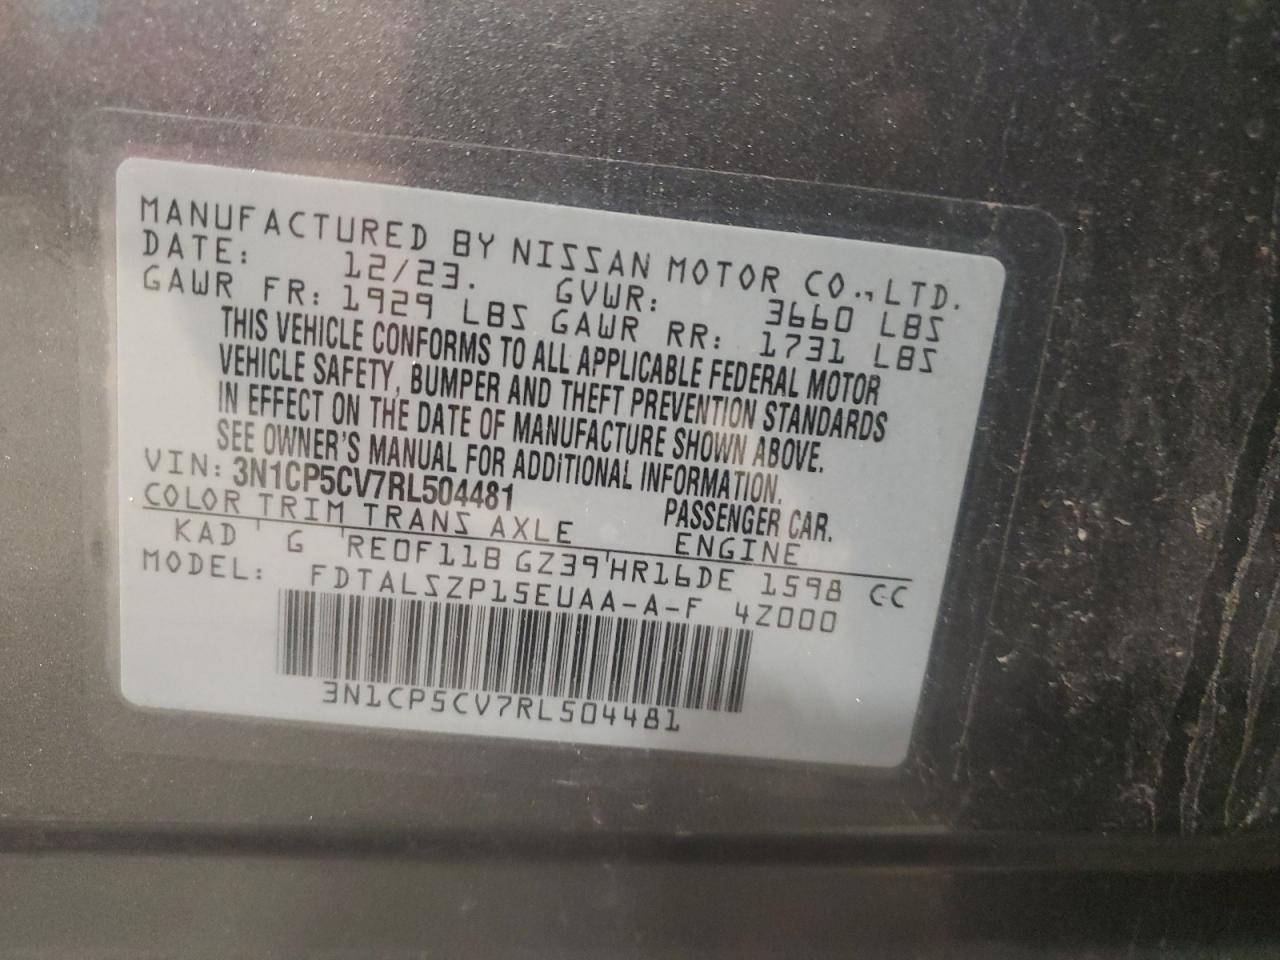 MANUFACTURED BY NISSAN MOTOR CO., LTD.
DATE: 12/23. GVWR: 3660 LBS
GAWR FR: 1929 LBS GAWR RR: 1731 LBS
THIS VEHICLE CONFORMS TO ALL APPLICABLE FEDERAL MOTOR
VEHICLE SAFETY, BUMPER AND THEFT PREVENTION STANDARDS
IN EFFECT ON THE DATE OF MANUFACTURE SHOWN ABOVE.
SEE OWNER'S MANUAL FOR ADDITIONAL INFORMATION.
VIN: 3N1CP5CV7RL504481 PASSENGER CAR.
COLOR TRIM TRANS AXLE ENGINE
KAD G RE0F11B GZ39 HR16DE 1598 CC
MODEL: FDTALSZP15EUAA-A-F 4Z000
3N1CP5CV7RL504481